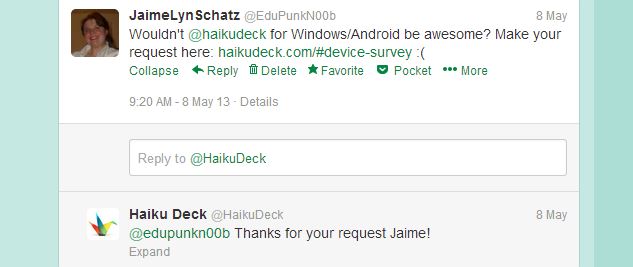 JaimeLynSchatz @EduPunkN00b 8 May
Wouldn't @haikudeck for Windows/Android be awesome? Make your
request here: haikudeck.com/#device-survey :(
Collapse Reply Delete Favorite Pocket ••• More
9:20 AM - 8 May 13 · Details
Reply to @HaikuDeck
Haiku Deck @HaikuDeck 8 May
@edupunkn00b Thanks for your request Jaime!
Expand